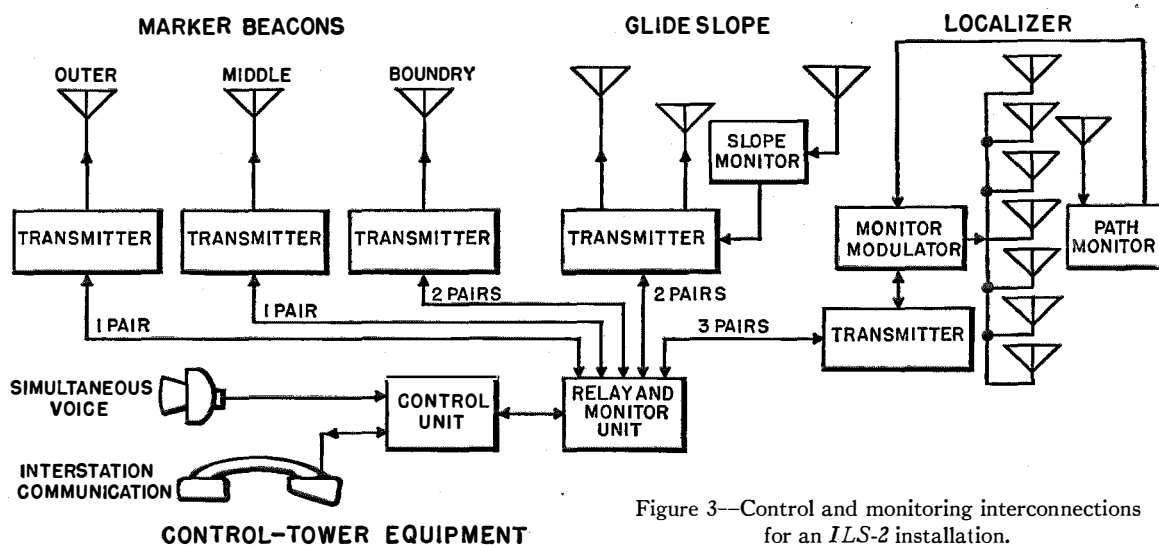 MARKER BEACONS
GLIDE SLOPE
LOCALIZER
OUTER
MIDDLE
BOUNDRY
SLOPE
MONITOR
TRANSMITTER
TRANSMITTER
TRANSMITTER
TRANSMITTER
MONITOR
MODULATOR
PATH
MONITOR
1 PAIR
1 PAIR
2 PAIRS
2 PAIRS
3 PAIRS
TRANSMITTER
SIMULTANEOUS
VOICE
CONTROL
UNIT
RELAY AND
MONITOR
UNIT
INTERSTATION
COMMUNICATION
CONTROL-TOWER EQUIPMENT
Figure 3--Control and monitoring interconnections
for an ILS-2 installation.